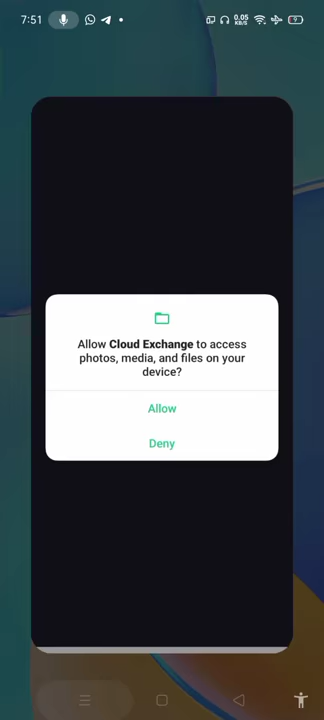 7:51
0.05
KB/S
9
Allow Cloud Exchange to access
photos, media, and files on your
device?
Allow
Deny